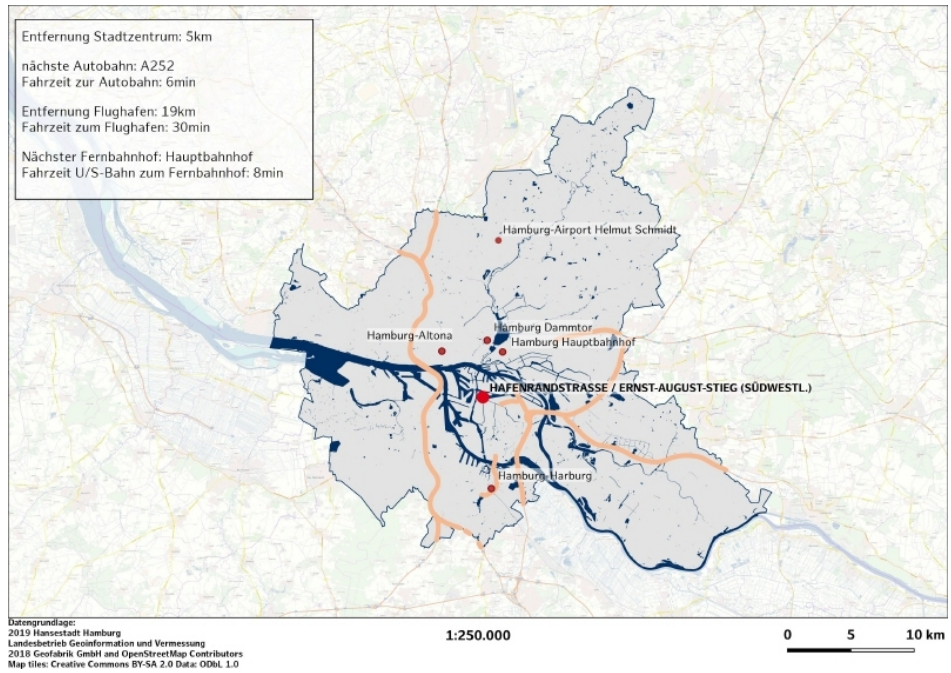 Entfernung Stadtzentrum: 5km
nächste Autobahn: A252
Fahrzeit zur Autobahn: 6min
Entfernung Flughafen: 19km
Fahrzeit zum Flughafen: 30min
Nächster Fernbahnhof: Hauptbahnhof
Fahrzeit U/S-Bahn zum Fernbahnhof: 8min
Hamburg-Airport Helmut Schmidt
Hamburg Dammtor
Hamburg-Altona
Hamburg Hauptbahnhof
HAFENRANDSTRASSE / ERNST-AUGUST-STIEG (SÜDWESTL.)
Hamburg-Harburg
Datengrundlage:
2019 Hansestadt Hamburg
Landesbetrieb Geoinformation und Vermessung
2018 Geofabrik GmbH and OpenStreetMap Contributors
Map tiles: Creative Commons BY-SA 2.0 Data: ODbL 1.0
1:250.000
0 5 10 km